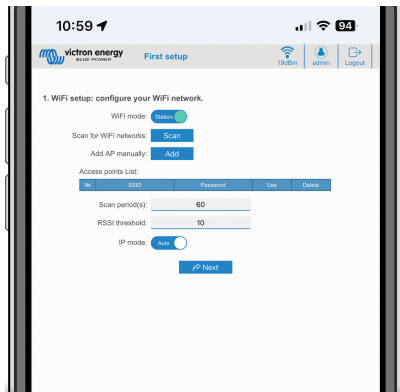 10:59
94
victron energy
BLUE POWER
First setup
19dBm
admin
Logout
1. WiFi setup: configure your WiFi network.
WiFi mode: Station
Scan for WiFi networks: Scan
Add AP manually: Add
Access points List:
№ SSID Password Use Delete
Scan period(s): 60
RSSI threshold: 10
IP mode: Auto
Next